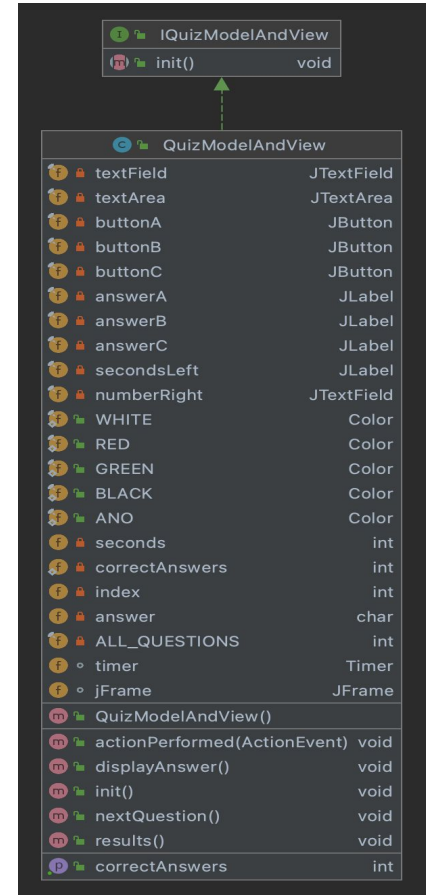 I IQuizModelAndView
m init() void
C QuizModelAndView
f textField JTextField
f textArea JTextArea
f buttonA JButton
f buttonB JButton
f buttonC JButton
f answerA JLabel
f answerB JLabel
f answerC JLabel
f secondsLeft JLabel
f numberRight JTextField
f WHITE Color
f RED Color
f GREEN Color
f BLACK Color
f ANO Color
f seconds int
f correctAnswers int
f index int
f answer char
f ALL_QUESTIONS int
f timer Timer
f jFrame JFrame
m QuizModelAndView()
m actionPerformed(ActionEvent) void
m displayAnswer() void
m init() void
m nextQuestion() void
m results() void
P correctAnswers int